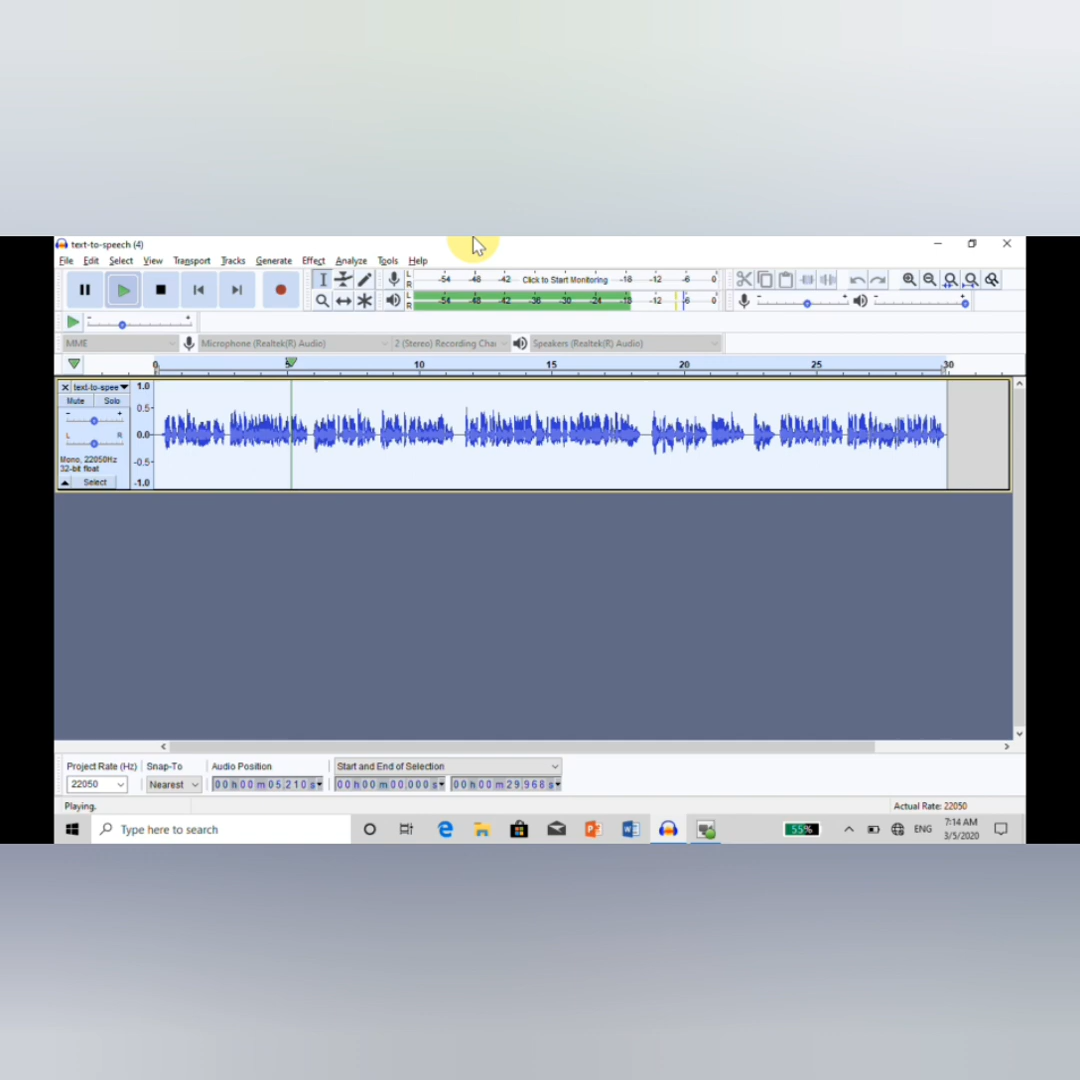 text-to-speech (4)
File Edit Select View Transport Tracks Generate Effect Analyze Tools Help
L -54 -48 -42 Click to Start Monitoring -18 -12 -6 0
R
L -54 -48 -42 -36 -30 -24 -18 -12 -6 0
R
- +
- + - +
MME Microphone (Realtek(R) Audio) 2 (Stereo) Recording Chai Speakers (Realtek(R) Audio)
0 5 10 15 20 25 30
text-to-spee 1.0
Mute Solo
- + 0.5
L R 0.0
Mono, 22050Hz
32-bit float -0.5
Select -1.0
Project Rate (Hz) Snap-To Audio Position Start and End of Selection
22050 Nearest 00 h 00 m 05.210 s 00 h 00 m 00.000 s 00 h 00 m 29.968 s
Playing. Actual Rate: 22050
Type here to search 55% ENG 7:14 AM
3/5/2020